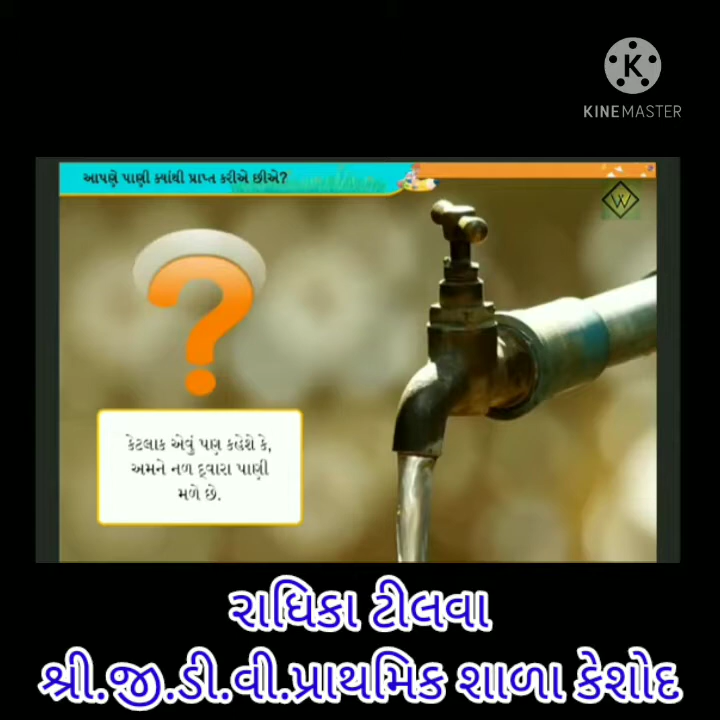 KINEMASTER
આપણે પાણી ક્યાંથી પ્રાપ્ત કરીએ છીએ?
કેટલાક એવું પણ કહેશે કે,
અમને નળ દ્વારા પાણી
મળે છે.
રાધિકા ટીલવા
શ્રી.જી.ડી.વી.પ્રાથમિક શાળા કેશોદ